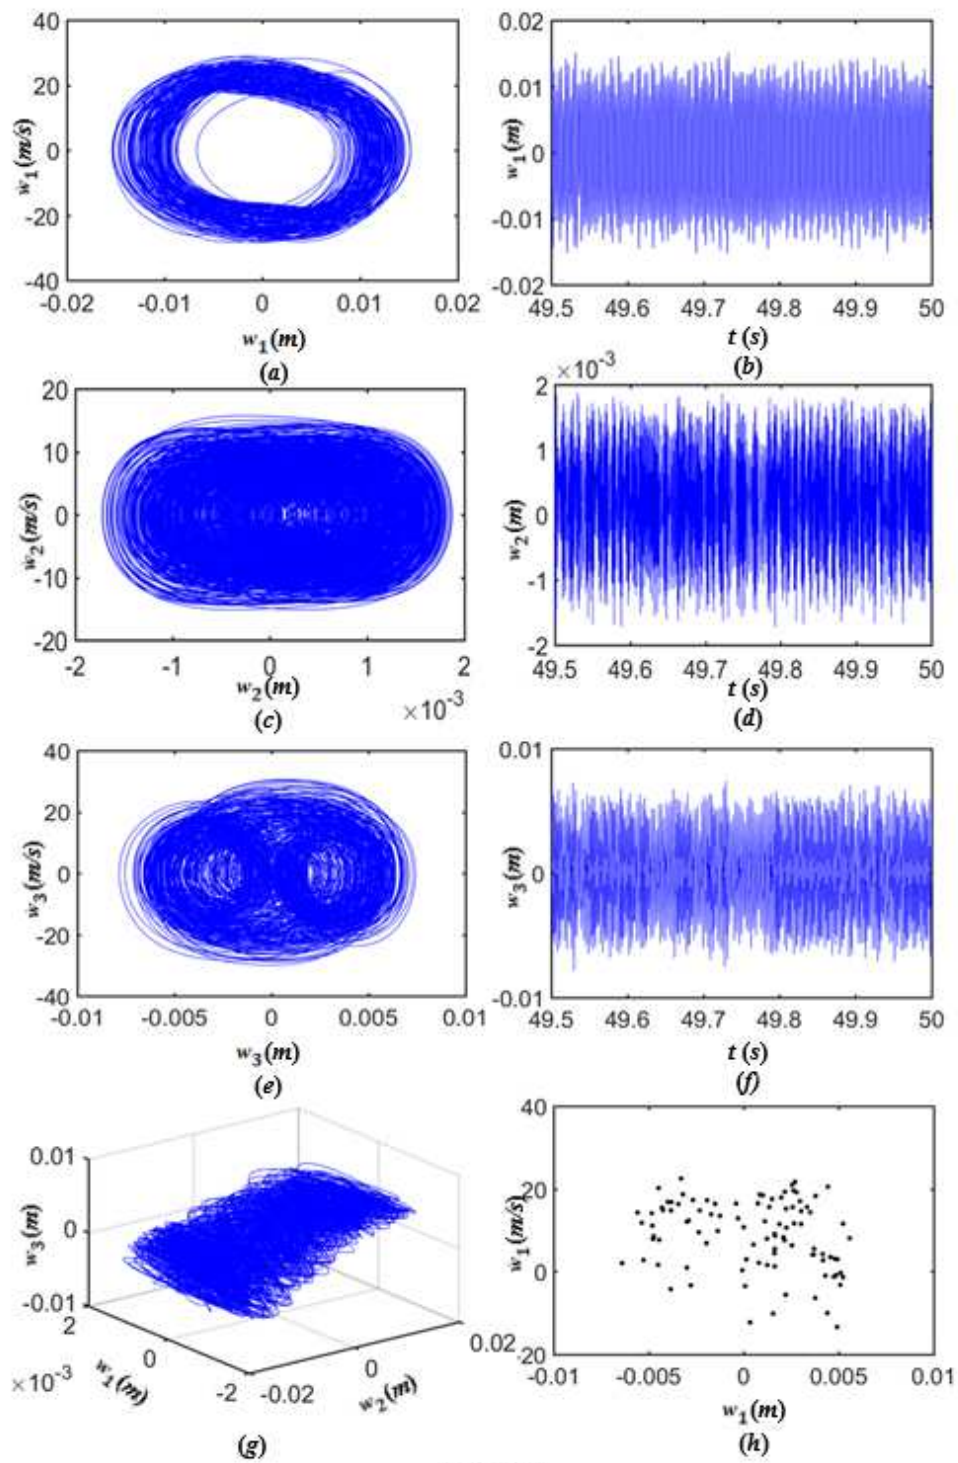 40
20
0
-20
-40
w₁(m/s)
-0.02 -0.01 0 0.01 0.02
w₁(m)
(a)
0.02
0.01
0
-0.01
-0.02
w₁(m)
49.5 49.6 49.7 49.8 49.9 50
t (s)
(b)
20
10
0
-10
-20
w₂(m/s)
-2 -1 0 1 2
w₂(m)
×10⁻³
(c)
2 ×10⁻³
1
0
-1
-2
w₂(m)
49.5 49.6 49.7 49.8 49.9 50
t (s)
(d)
40
20
0
-20
-40
w₃(m/s)
-0.01 -0.005 0 0.005 0.01
w₃(m)
(e)
0.01
0
-0.01
w₃(m)
49.5 49.6 49.7 49.8 49.9 50
t (s)
(f)
0.01
0
-0.01
w₃(m)
2
0
-2
×10⁻³
w₁(m)
-0.02
0
0.02
w₂(m)
(g)
40
20
0
-20
w₁(m/s)
-0.01 -0.005 0 0.005 0.01
w₁(m)
(h)